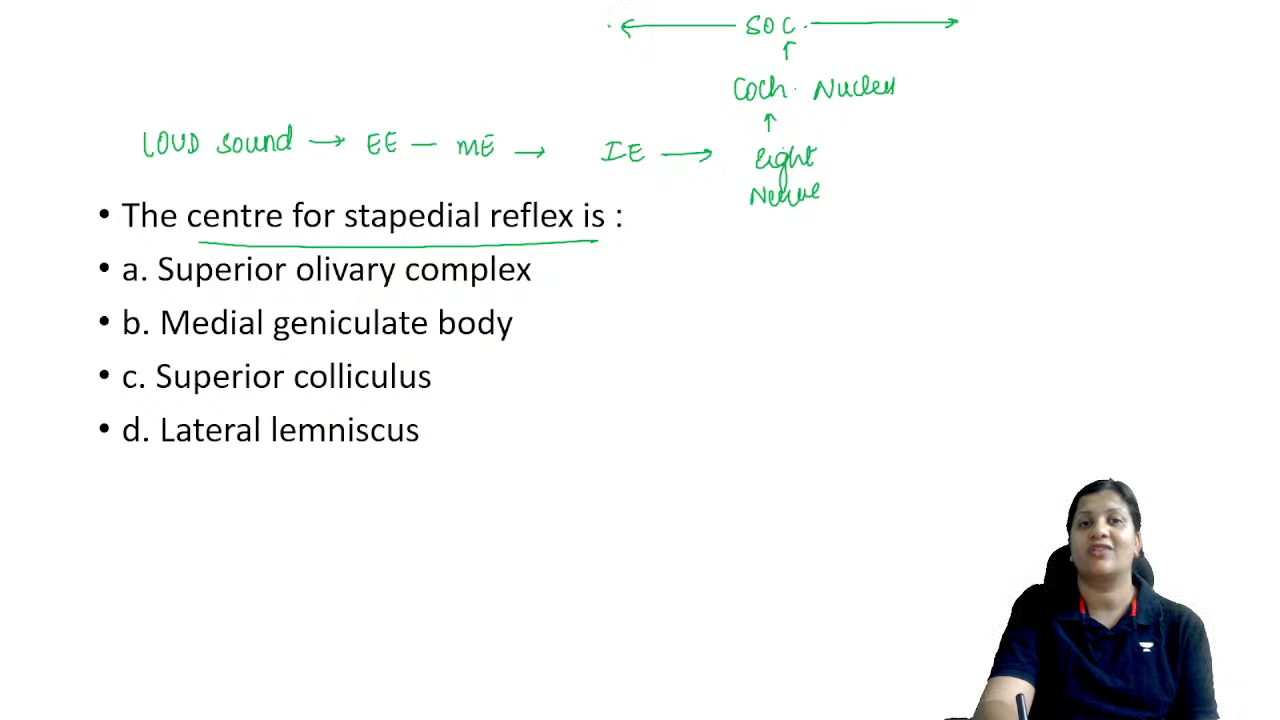 SOC
Coch. Nucleus
LOUD sound → EE — ME → IE → Eight
Nerve
• The centre for stapedial reflex is :
• a. Superior olivary complex
• b. Medial geniculate body
• c. Superior colliculus
• d. Lateral lemniscus